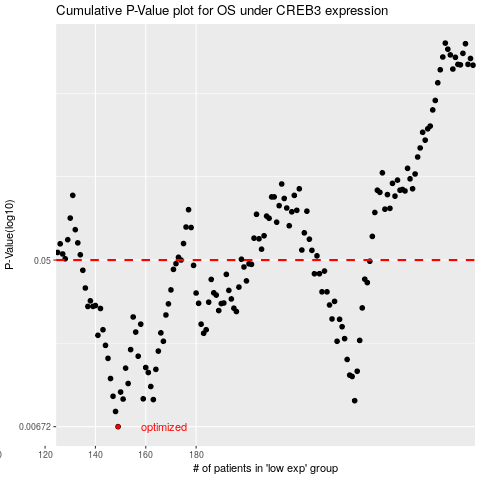 Cumulative P-Value plot for OS under CREB3 expression
P-Value(log10)
0.05
0.00672
optimized
0
120
140
160
180
# of patients in 'low exp' group